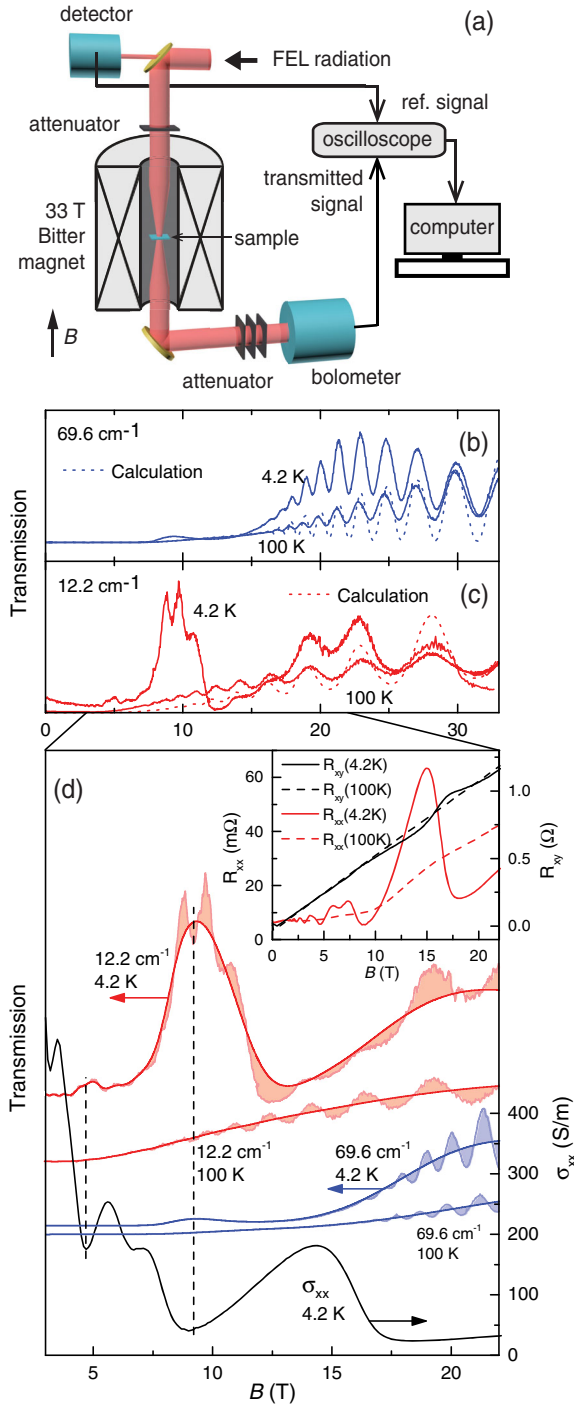 (a)
detector
FEL radiation
ref. signal
attenuator
oscilloscope
transmitted
signal
33 T
Bitter
magnet
sample
computer
B
attenuator
bolometer
69.6 cm-1
(b)
Calculation
4.2 K
100 K
0 10 20 30
Transmission
12.2 cm-1
(c)
4.2 K
Calculation
100 K
0 10 20 30
(d)
Rxy(4.2K)
Rxy(100K)
Rxx(4.2K)
Rxx(100K)
60
40
20
0
Rxx (mΩ)
1.0
0.5
0.0
Rxy (Ω)
0 5 10 15 20
B (T)
12.2 cm-1
4.2 K
Transmission
12.2 cm-1
100 K
69.6 cm-1
4.2 K
69.6 cm-1
100 K
σxx
4.2 K
400
300
200
100
0
σxx (S/m)
5 10 15 20
B (T)